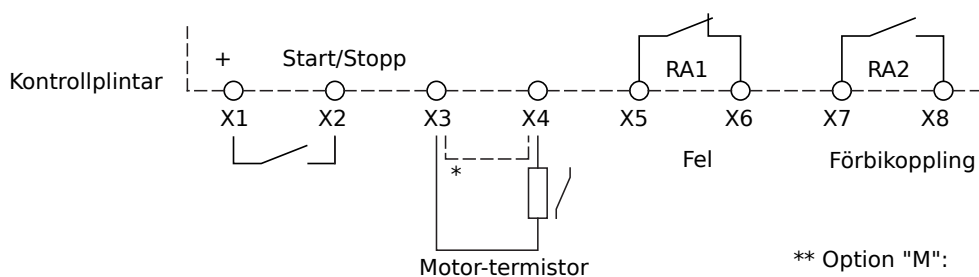 Kontrollplintar
+ Start/Stopp
RA1
RA2
X1 X2 X3 X4 X5 X6 X7 X8
*
Fel
Förbikoppling
Motor-termistor
** Option "M":